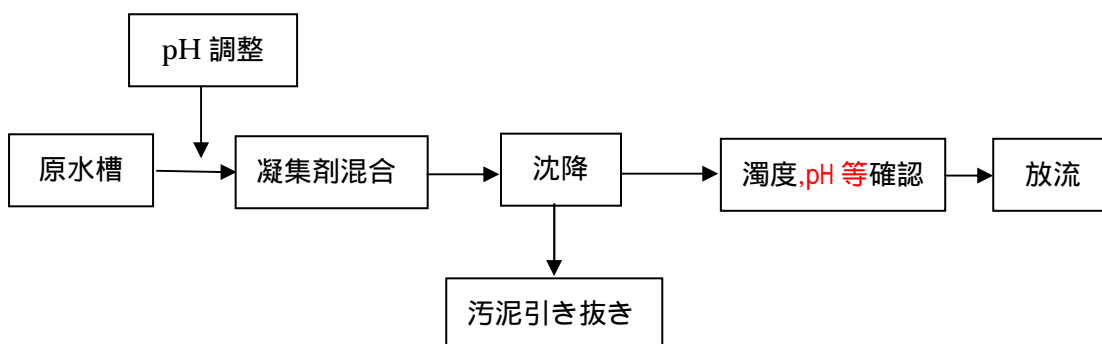 pH 調整
原水槽
凝集剤混合
沈降
濁度,pH 等確認
放流
汚泥引き抜き